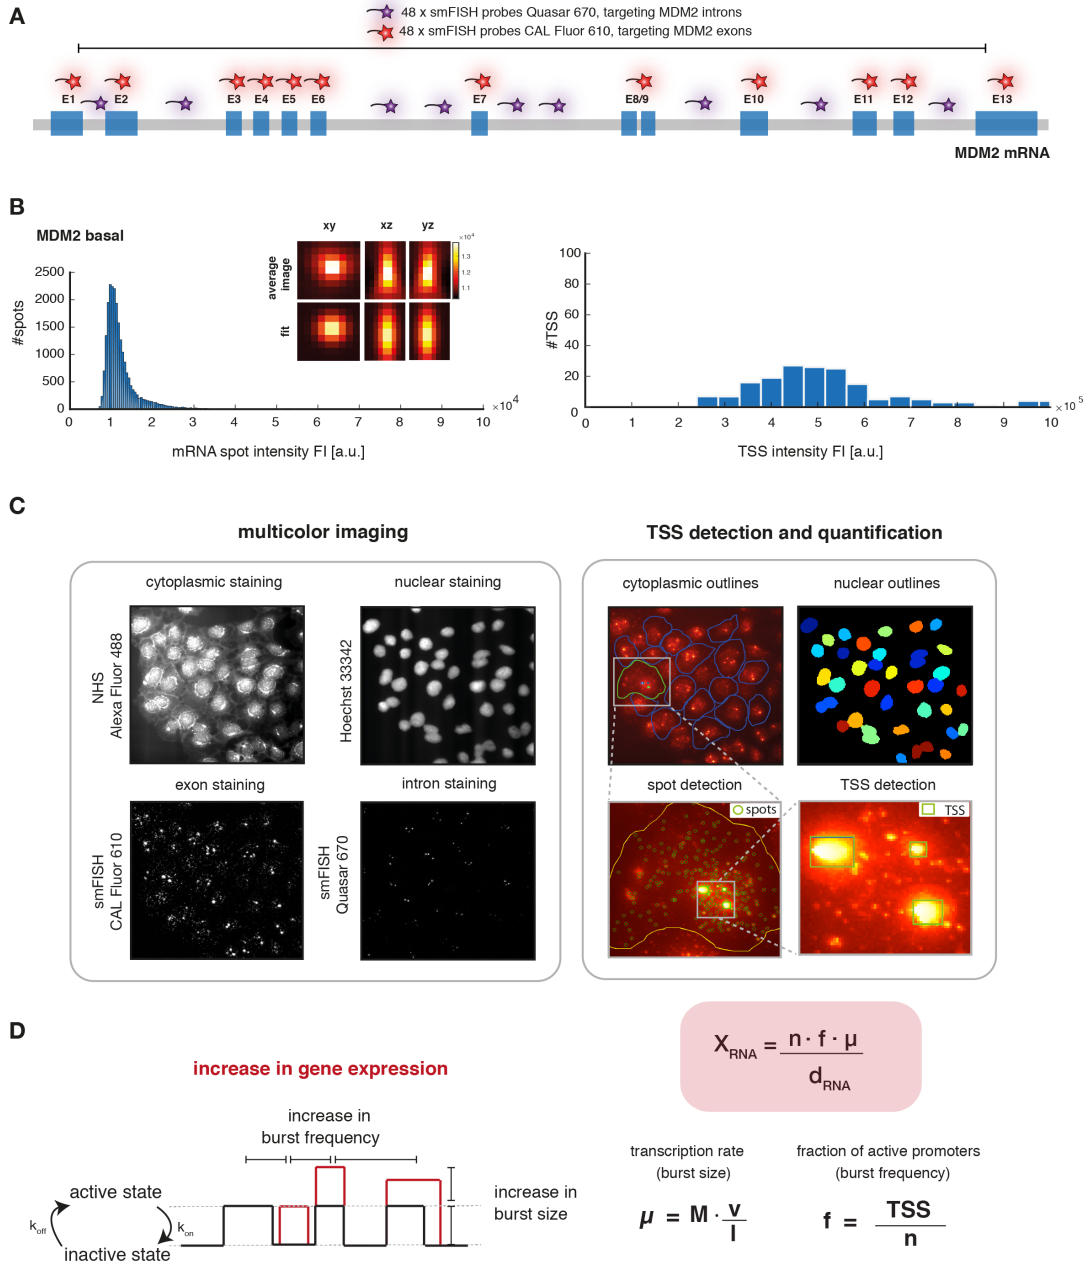 A
48 x smFISH probes Quasar 670, targeting MDM2 introns
48 x smFISH probes CAL Fluor 610, targeting MDM2 exons
E1 E2 E3 E4 E5 E6 E7 E8/9 E10 E11 E12 E13
MDM2 mRNA
B
MDM2 basal
#spots
2500
2000
1500
1000
500
0
0 1 2 3 4 5 6 7 8 9 10
×10⁴
mRNA spot intensity FI [a.u.]
xy xz yz
average image
fit
×10⁴
1.3
1.2
1.1
#TSS
100
80
60
40
20
0
0 1 2 3 4 5 6 7 8 9 10
×10⁵
TSS intensity FI [a.u.]
C
multicolor imaging
cytoplasmic staining
nuclear staining
NHS
Alexa Fluor 488
Hoechst 33342
exon staining
intron staining
smFISH
CAL Fluor 610
smFISH
Quasar 670
TSS detection and quantification
cytoplasmic outlines
nuclear outlines
spot detection
TSS detection
spots
TSS
D
increase in gene expression
increase in
burst frequency
active state
k_off
k_on
inactive state
increase in
burst size
X_RNA = n · f · μ / d_RNA
transcription rate
(burst size)
μ = M · v / l
fraction of active promoters
(burst frequency)
f = TSS / n